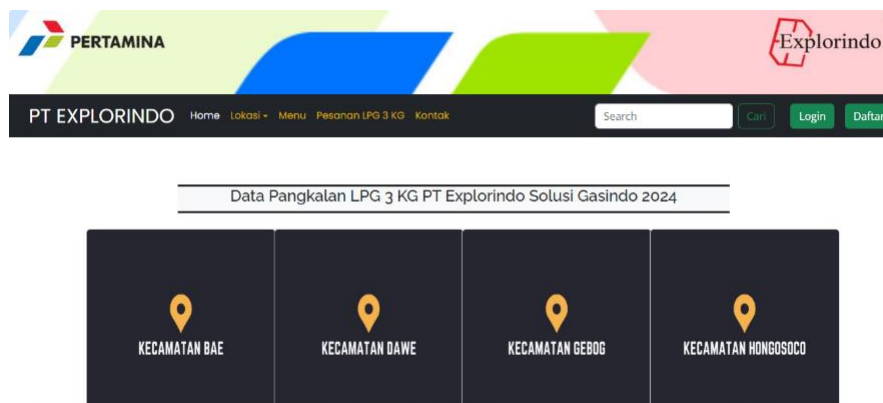 PERTAMINA
Explorindo
PT EXPLORINDO Home Lokasi Menu Pesanan LPG 3 KG Kontak Search Cari Login Daftar
Data Pangkalan LPG 3 KG PT Explorindo Solusi Gasindo 2024
KECAMATAN BAE KECAMATAN DAWE KECAMATAN GEBOG KECAMATAN HONGOSOCO